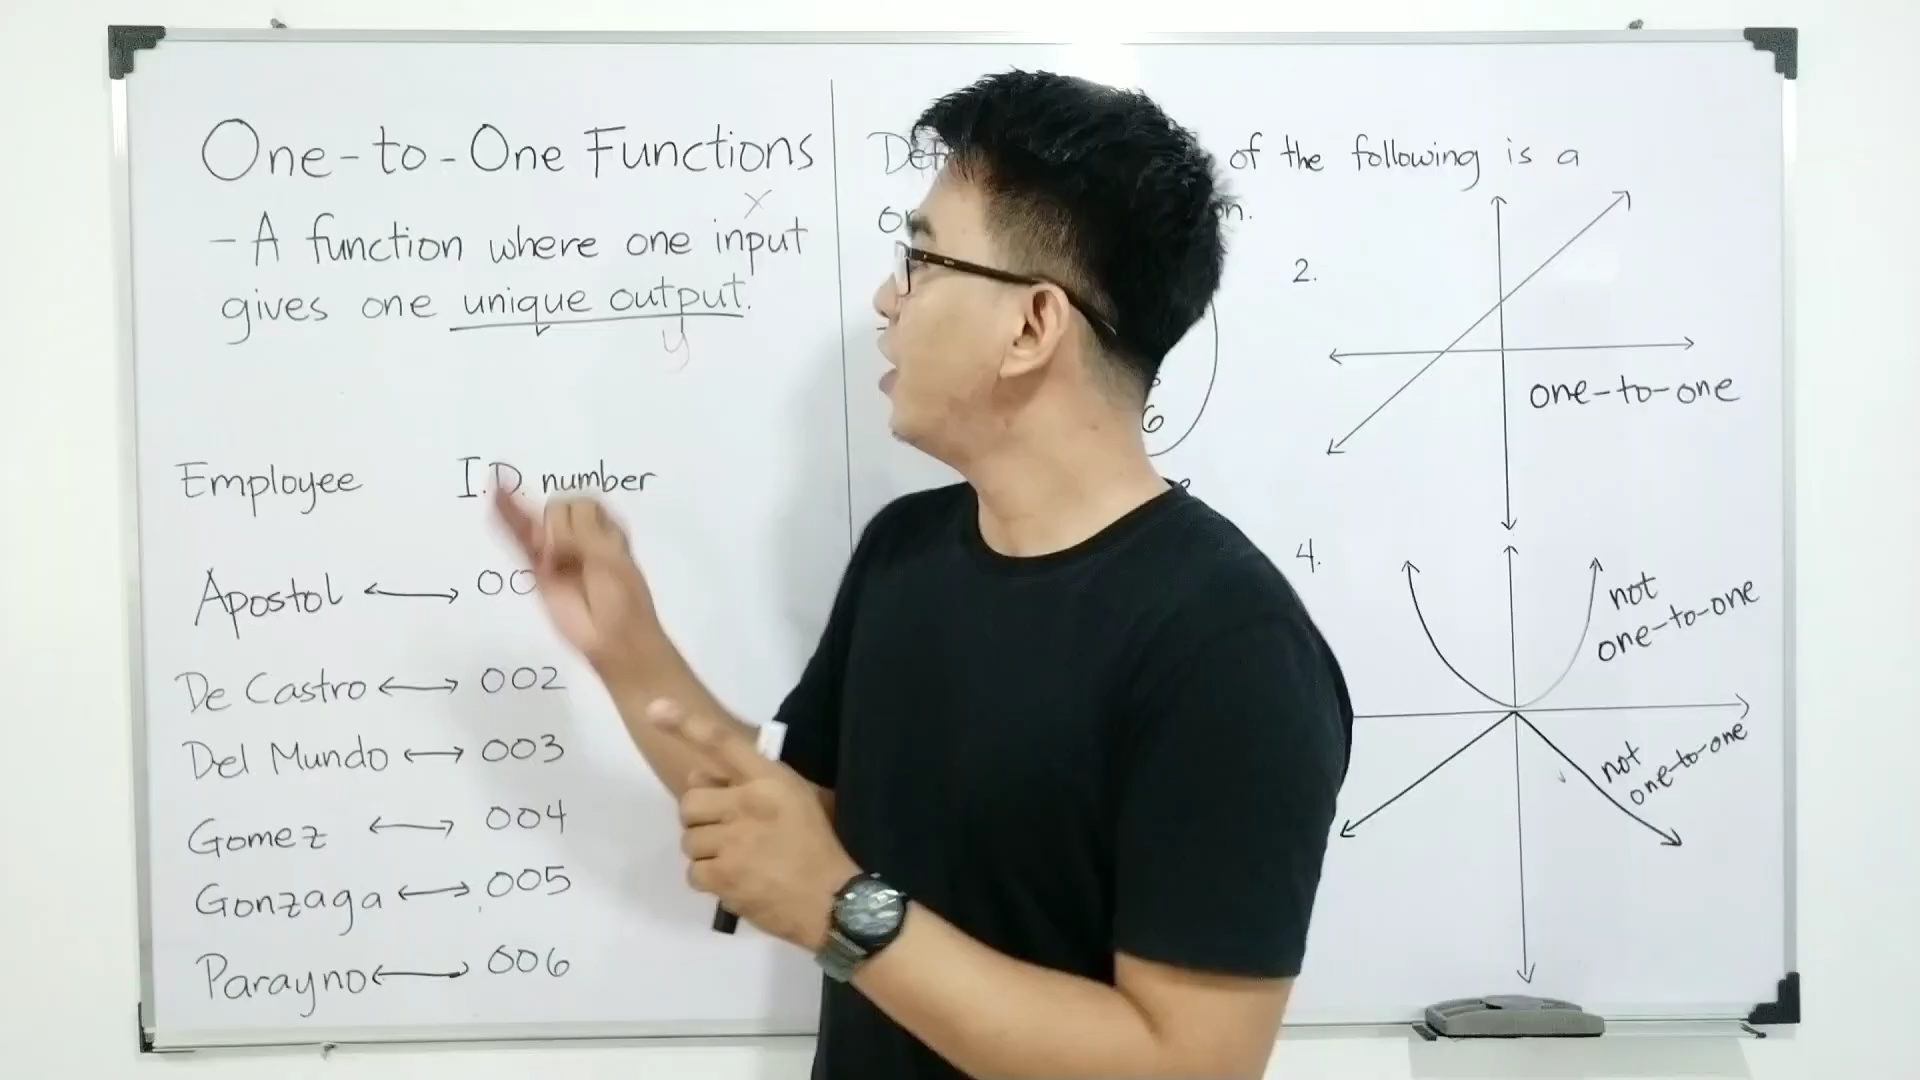 One-to-One Functions
x
- A function where one input
gives one unique output.
y
Employee I.D. number
Apostol 00
De Castro 002
Del Mundo 003
Gomez 004
Gonzaga 005
Parayno 006
of the following is a
2.
one-to-one
6
4.
not
one-to-one
not
one-to-one